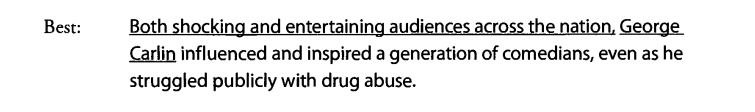 Best: Both shocking and entertaining audiences across the nation, George
Carlin influenced and inspired a generation of comedians, even as he
struggled publicly with drug abuse.